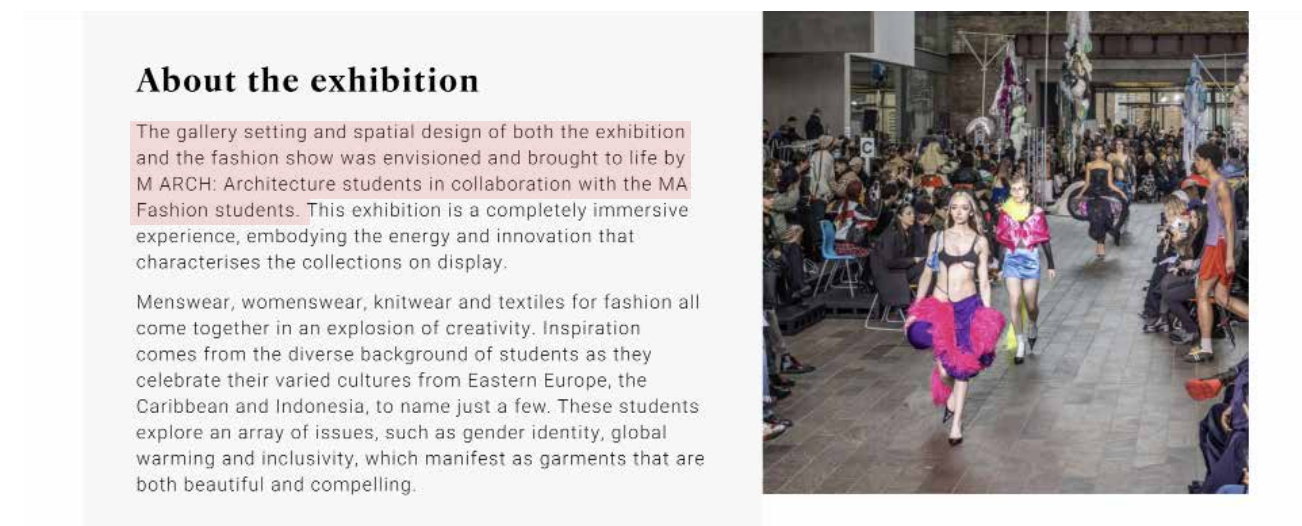 About the exhibition
The gallery setting and spatial design of both the exhibition
and the fashion show was envisioned and brought to life by
M ARCH: Architecture students in collaboration with the MA
Fashion students. This exhibition is a completely immersive
experience, embodying the energy and innovation that
characterises the collections on display.
Menswear, womenswear, knitwear and textiles for fashion all
come together in an explosion of creativity. Inspiration
comes from the diverse background of students as they
celebrate their varied cultures from Eastern Europe, the
Caribbean and Indonesia, to name just a few. These students
explore an array of issues, such as gender identity, global
warming and inclusivity, which manifest as garments that are
both beautiful and compelling.
C